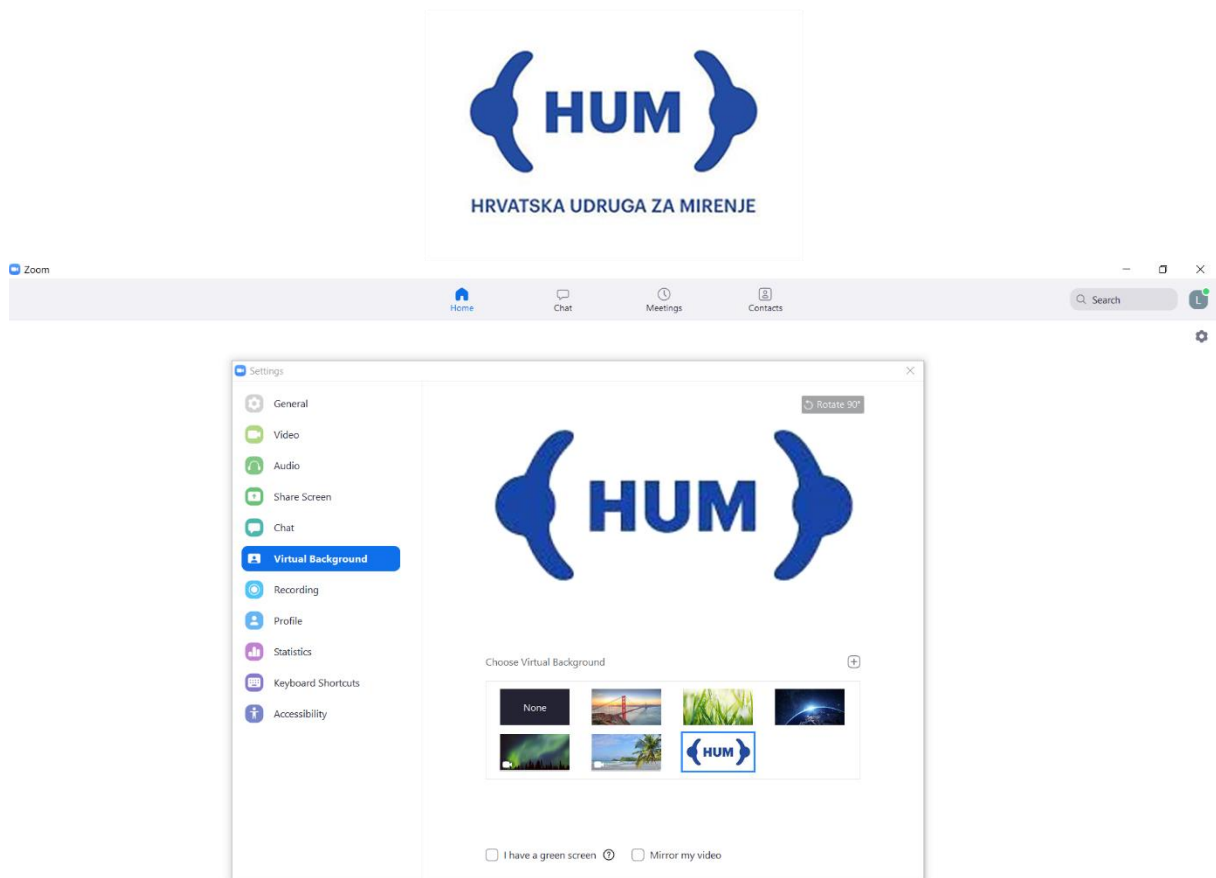 HUM
HRVATSKA UDRUGA ZA MIRENJE
Zoom
Home
Chat
Meetings
Contacts
Search
L
Settings
General
Video
Audio
Share Screen
Chat
Virtual Background
Recording
Profile
Statistics
Keyboard Shortcuts
Accessibility
Rotate 90°
HUM
Choose Virtual Background
None
HUM
I have a green screen ?
Mirror my video